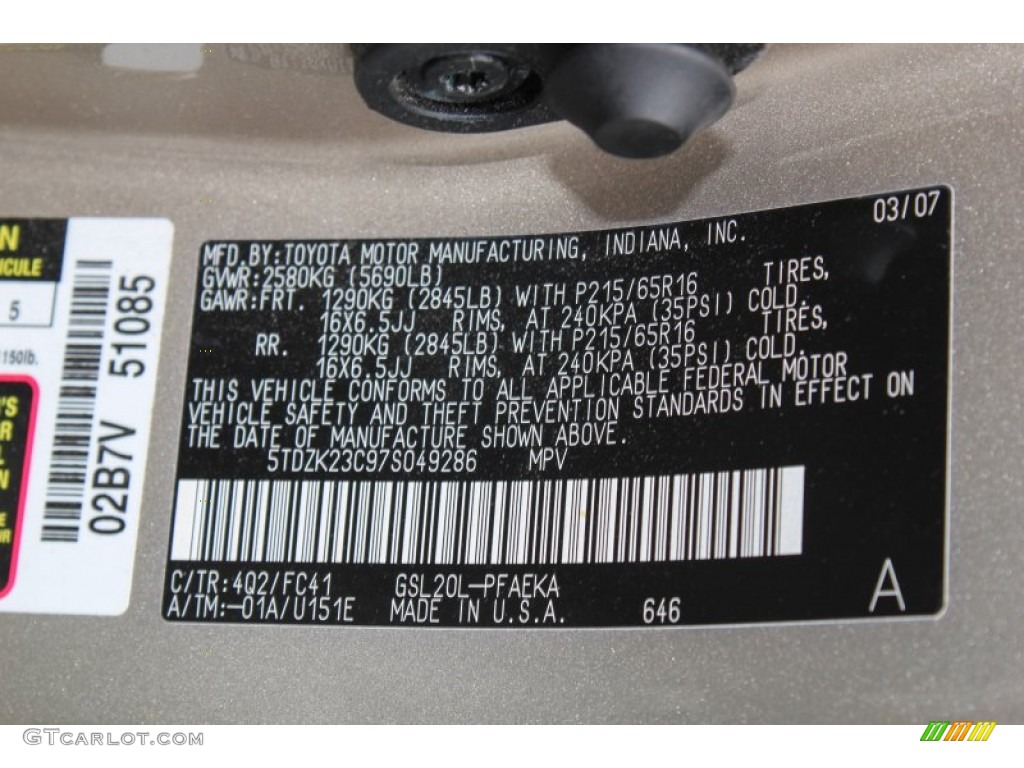 03/07
MFD.BY:TOYOTA MOTOR MANUFACTURING, INDIANA, INC.
GVWR:2580KG (5690LB)
GAWR:FRT. 1290KG (2845LB) WITH P215/65R16 TIRES,
16X6.5JJ RIMS, AT 240KPA (35PSI) COLD.
RR. 1290KG (2845LB) WITH P215/65R16 TIRES,
16X6.5JJ RIMS, AT 240KPA (35PSI) COLD.
THIS VEHICLE CONFORMS TO ALL APPLICABLE FEDERAL MOTOR
VEHICLE SAFETY AND THEFT PREVENTION STANDARDS IN EFFECT ON
THE DATE OF MANUFACTURE SHOWN ABOVE.
5TDZK23C97S049286 MPV
C/TR:4Q2/FC41 GSL20L-PFAEKA
A/TM:-01A/U151E MADE IN U.S.A. 646
A
5
02B7V 51085
GTCarlot.com